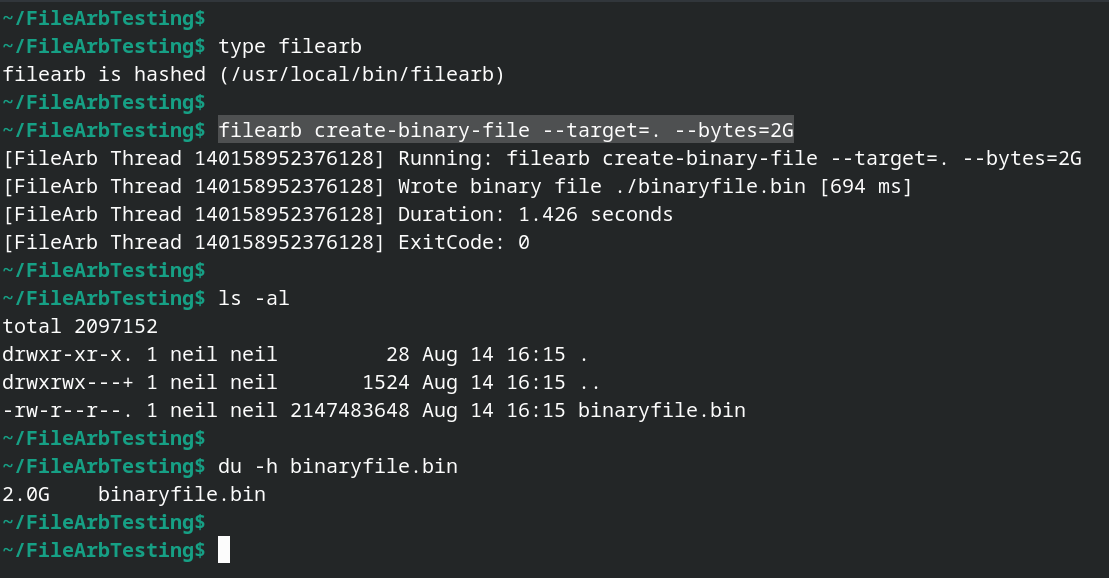 ~/FileArbTesting$
~/FileArbTesting$ type filearb
filearb is hashed (/usr/local/bin/filearb)
~/FileArbTesting$
~/FileArbTesting$ filearb create-binary-file --target=. --bytes=2G
[FileArb Thread 140158952376128] Running: filearb create-binary-file --target=. --bytes=2G
[FileArb Thread 140158952376128] Wrote binary file ./binaryfile.bin [694 ms]
[FileArb Thread 140158952376128] Duration: 1.426 seconds
[FileArb Thread 140158952376128] ExitCode: 0
~/FileArbTesting$
~/FileArbTesting$ ls -al
total 2097152
drwxr-xr-x. 1 neil neil         28 Aug 14 16:15 .
drwxrwx---+ 1 neil neil       1524 Aug 14 16:15 ..
-rw-r--r--. 1 neil neil 2147483648 Aug 14 16:15 binaryfile.bin
~/FileArbTesting$
~/FileArbTesting$ du -h binaryfile.bin
2.0G    binaryfile.bin
~/FileArbTesting$
~/FileArbTesting$